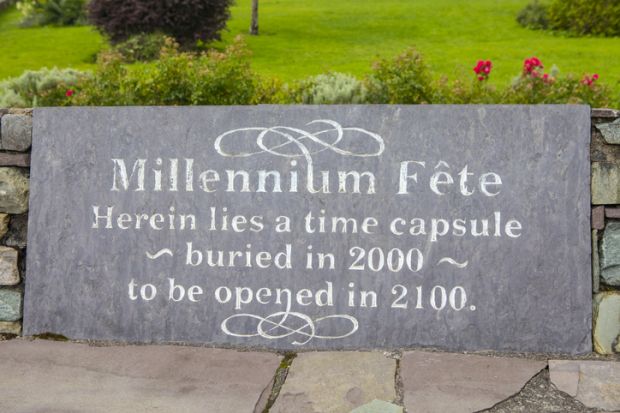 Millennium Fête
Herein lies a time capsule
~ buried in 2000 ~
to be opened in 2100.